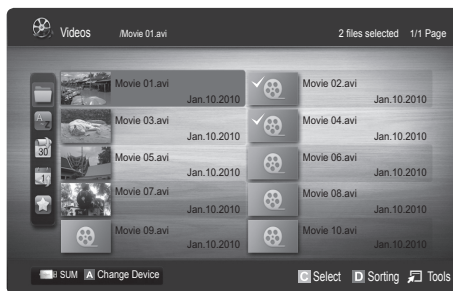 Videos /Movie 01.avi 2 files selected 1/1 Page
Movie 01.avi Movie 02.avi
Jan.10.2010 Jan.10.2010
Movie 03.avi Movie 04.avi
Jan.10.2010 Jan.10.2010
Movie 05.avi Movie 06.avi
Jan.10.2010 Jan.10.2010
Movie 07.avi Movie 08.avi
Jan.10.2010 Jan.10.2010
Movie 09.avi Movie 10.avi
Jan.10.2010 Jan.10.2010
A Z
30
1
SUM A Change Device C Select D Sorting Tools